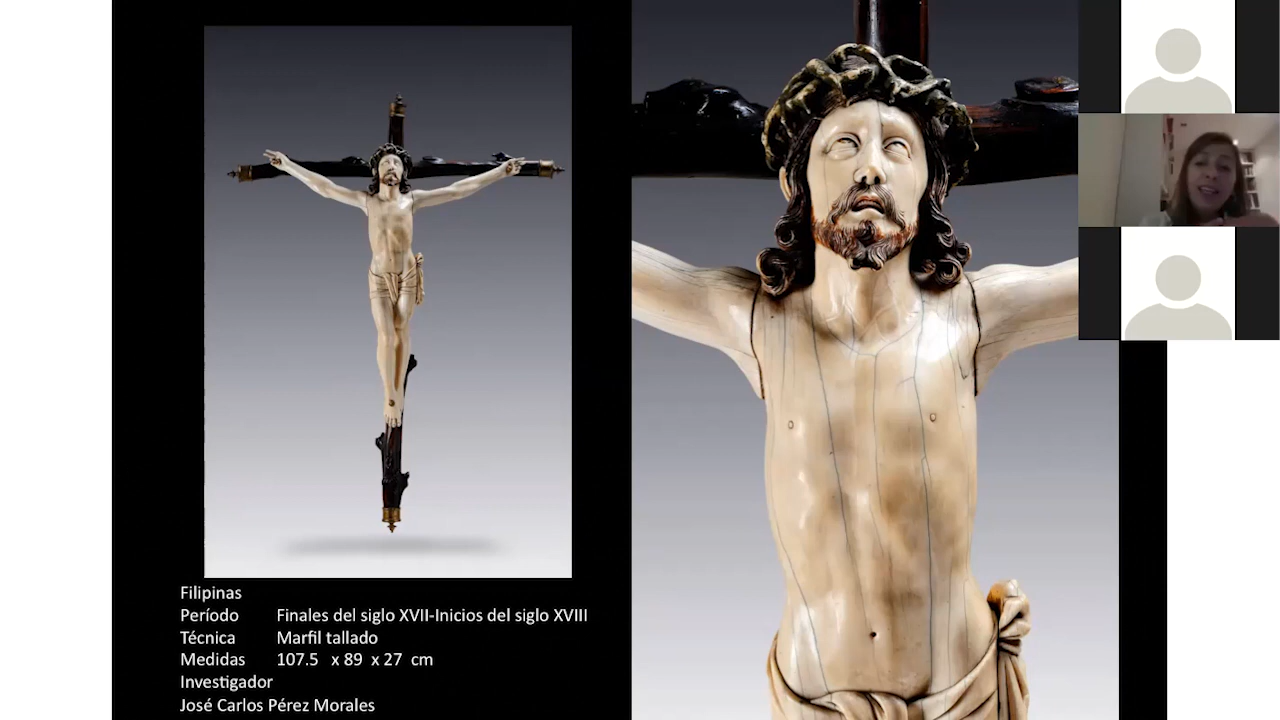 Filipinas
Período Finales del siglo XVII-Inicios del siglo XVIII
Técnica Marfil tallado
Medidas 107.5 x 89 x 27 cm
Investigador
José Carlos Pérez Morales